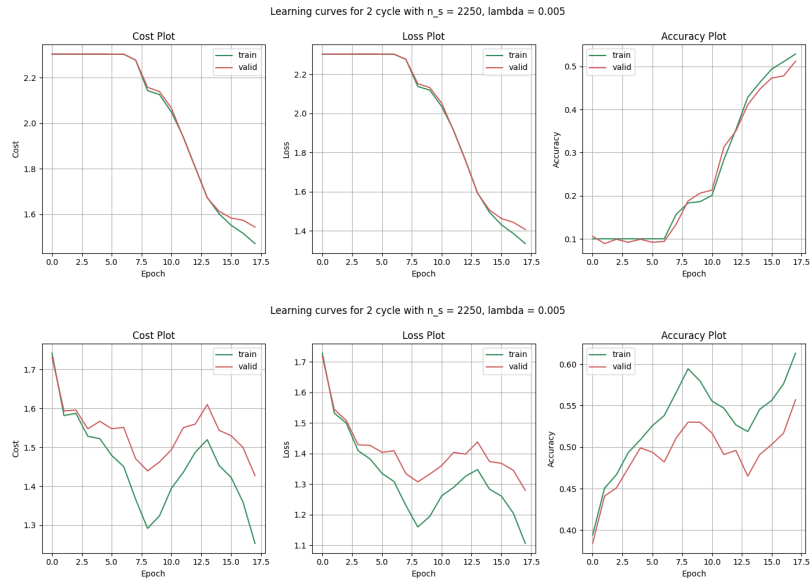 Learning curves for 2 cycle with n_s = 2250, lambda = 0.005
Cost Plot
train
valid
2.2
2.0
1.8
1.6
Cost
0.0 2.5 5.0 7.5 10.0 12.5 15.0 17.5
Epoch
Loss Plot
train
valid
2.2
2.0
1.8
1.6
1.4
Loss
0.0 2.5 5.0 7.5 10.0 12.5 15.0 17.5
Epoch
Accuracy Plot
train
valid
0.5
0.4
0.3
0.2
0.1
Accuracy
0.0 2.5 5.0 7.5 10.0 12.5 15.0 17.5
Epoch
Learning curves for 2 cycle with n_s = 2250, lambda = 0.005
Cost Plot
train
valid
1.7
1.6
1.5
1.4
1.3
Cost
0.0 2.5 5.0 7.5 10.0 12.5 15.0 17.5
Epoch
Loss Plot
train
valid
1.7
1.6
1.5
1.4
1.3
1.2
1.1
Loss
0.0 2.5 5.0 7.5 10.0 12.5 15.0 17.5
Epoch
Accuracy Plot
train
valid
0.60
0.55
0.50
0.45
0.40
Accuracy
0.0 2.5 5.0 7.5 10.0 12.5 15.0 17.5
Epoch